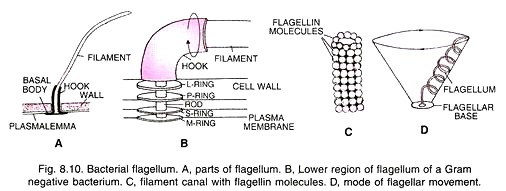 FILAMENT
BASAL
BODY
HOOK
WALL
PLASMALEMMA
A
HOOK
FILAMENT
L-RING
P-RING
ROD
S-RING
M-RING
CELL WALL
PLASMA
MEMBRANE
B
FLAGELLIN
MOLECULES
C
FLAGELLUM
FLAGELLAR
BASE
D
Fig. 8.10. Bacterial flagellum. A, parts of flagellum. B, Lower region of flagellum of a Gram
negative bacterium. C, filament canal with flagellin molecules. D, mode of flagellar movement.